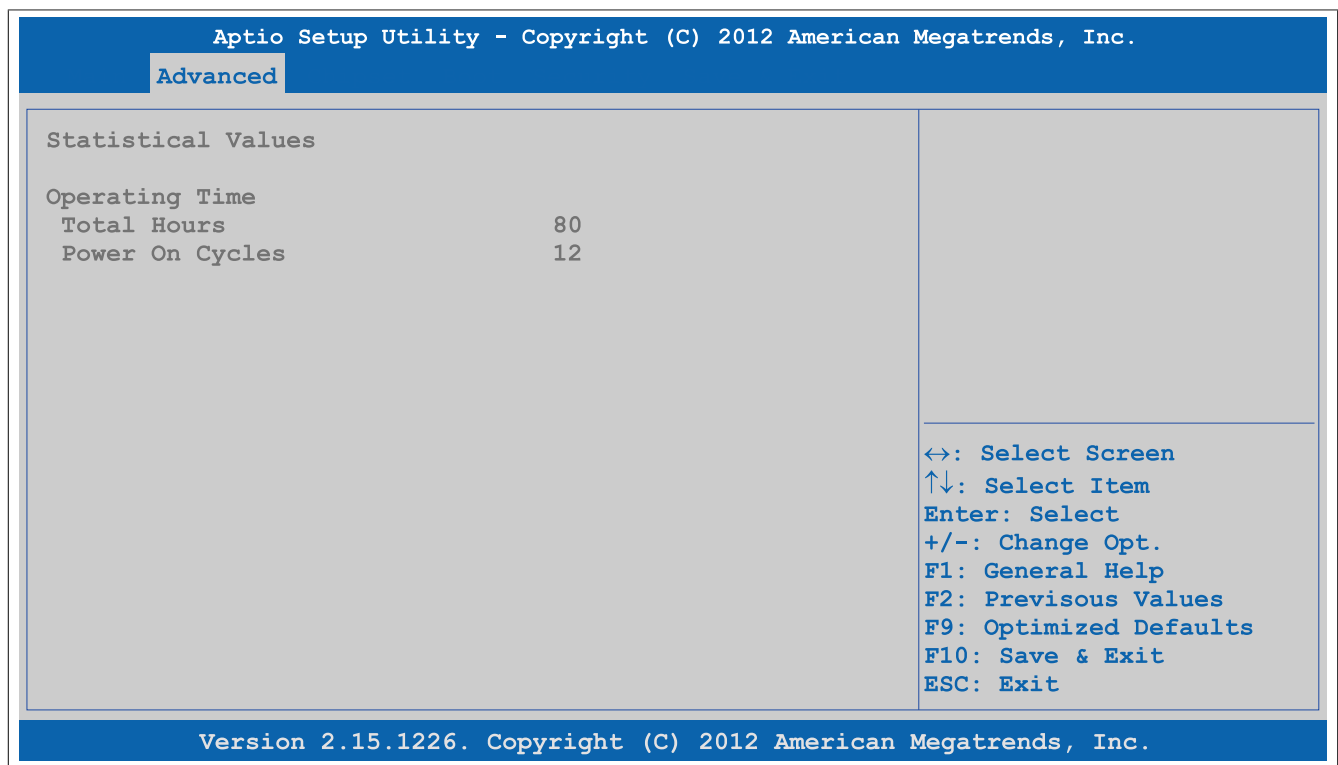 Aptio Setup Utility - Copyright (C) 2012 American Megatrends, Inc.
Advanced
Statistical Values
Operating Time
Total Hours 80
Power On Cycles 12
↔: Select Screen
↑↓: Select Item
Enter: Select
+/-: Change Opt.
F1: General Help
F2: Previsous Values
F9: Optimized Defaults
F10: Save & Exit
ESC: Exit
Version 2.15.1226. Copyright (C) 2012 American Megatrends, Inc.